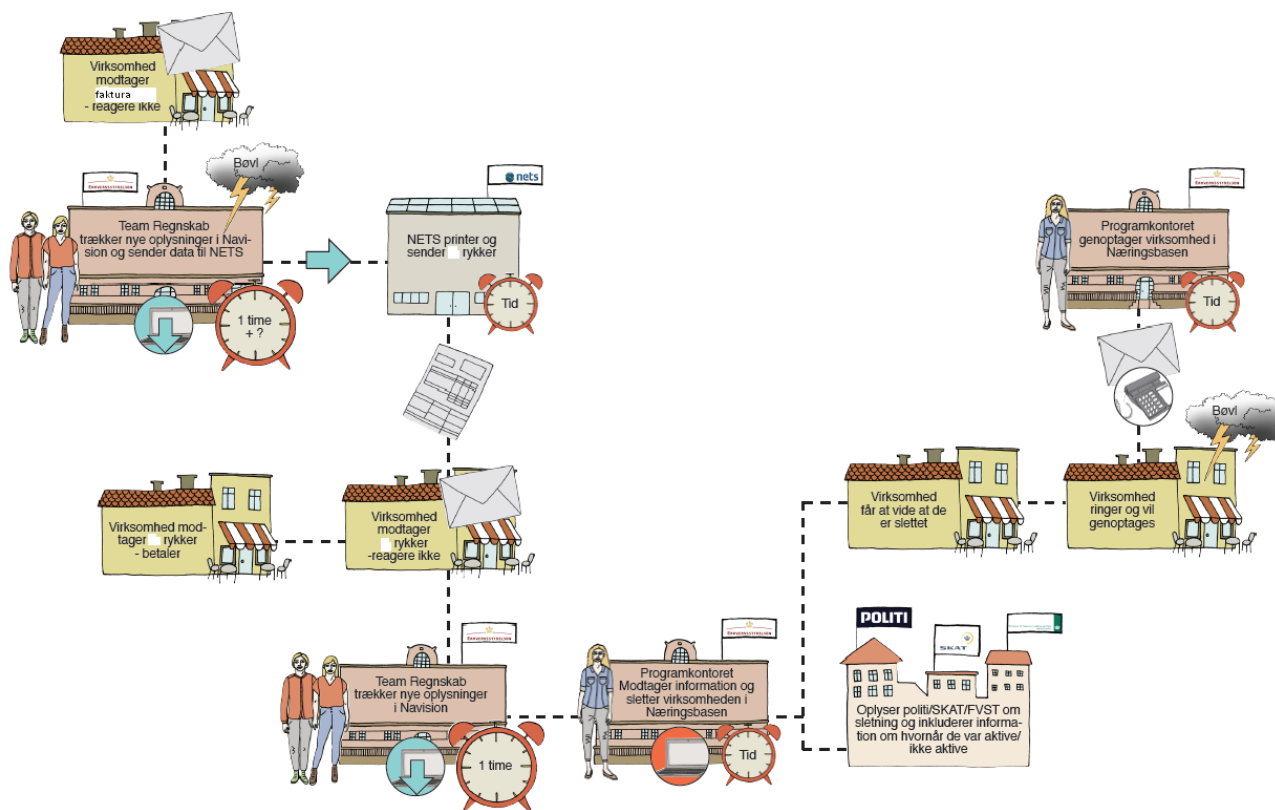 Virksomhed
modtager
faktura
- reagere ikke
Bøvl
Team Regnskab
trækker nye oplysninger i Navi-
sion og sender data til NETS
1 time
+ ?
nets
NETS printer og
sender rykker
Tid
Programkontoret
genoptager virksomhed i
Næringsbasen
Tid
Virksomhed mod-
tager rykker
- betaler
Virksomhed
modtager
rykker
-reagere ikke
Virksomhed
får at vide at de
er slettet
Bøvl
Virksomhed
ringer og vil
genoptages
Team Regnskab
trækker nye oplysninger
i Navision
1 time
Programkontoret
Modtager information og
sletter virksomheden i
Næringsbasen
Tid
POLITI
SKAT
Oplyser politi/SKAT/FVST om
sletning og inkluderer informa-
tion om hvornår de var aktive/
ikke aktive